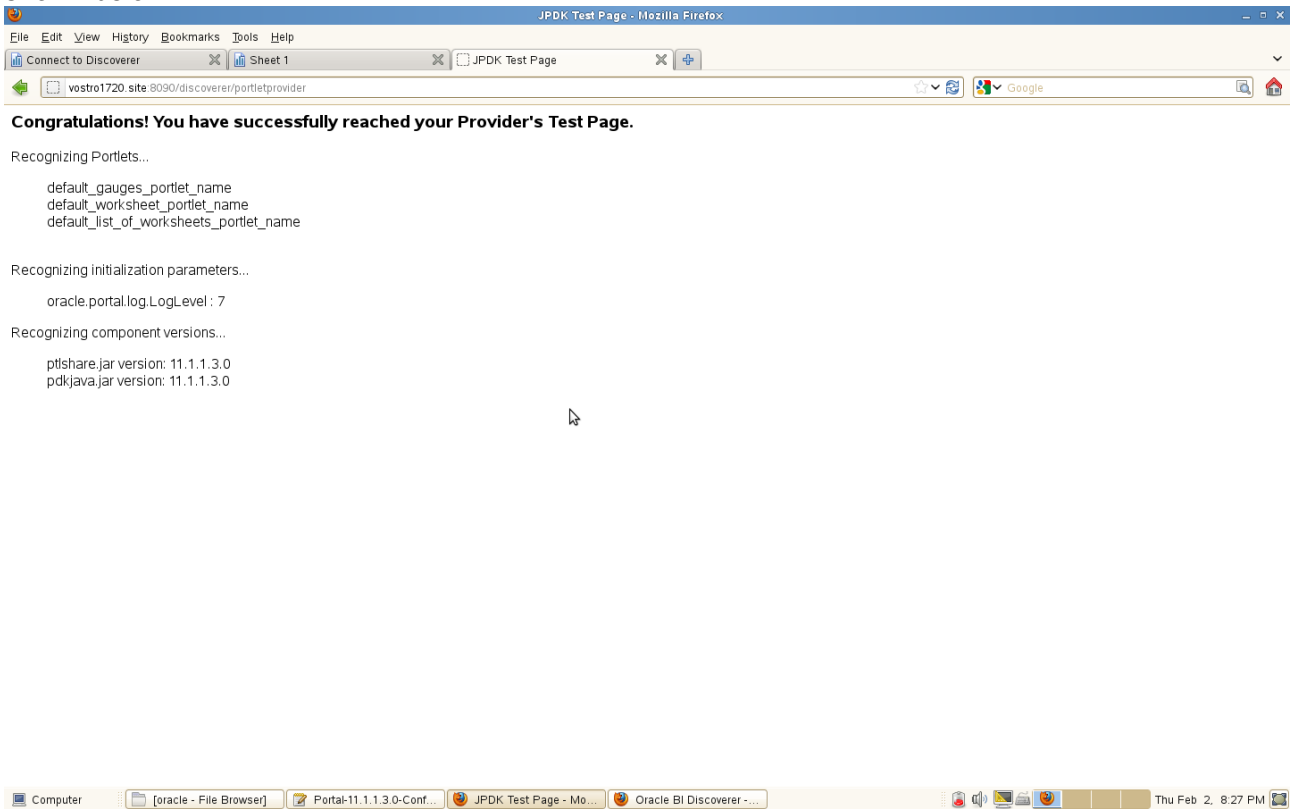 JPDK Test Page - Mozilla Firefox
File Edit View History Bookmarks Tools Help
Connect to Discoverer Sheet 1 JPDK Test Page
vostro1720.site:8090/discoverer/portletprovider Google
Congratulations! You have successfully reached your Provider's Test Page.
Recognizing Portlets...
default_gauges_portlet_name
default_worksheet_portlet_name
default_list_of_worksheets_portlet_name
Recognizing initialization parameters...
oracle.portal.log.LogLevel : 7
Recognizing component versions...
ptlshare.jar version: 11.1.1.3.0
pdkjava.jar version: 11.1.1.3.0
Computer [oracle - File Browser] Portal-11.1.1.3.0-Conf... JPDK Test Page - Mo... Oracle BI Discoverer -... Thu Feb 2, 8:27 PM